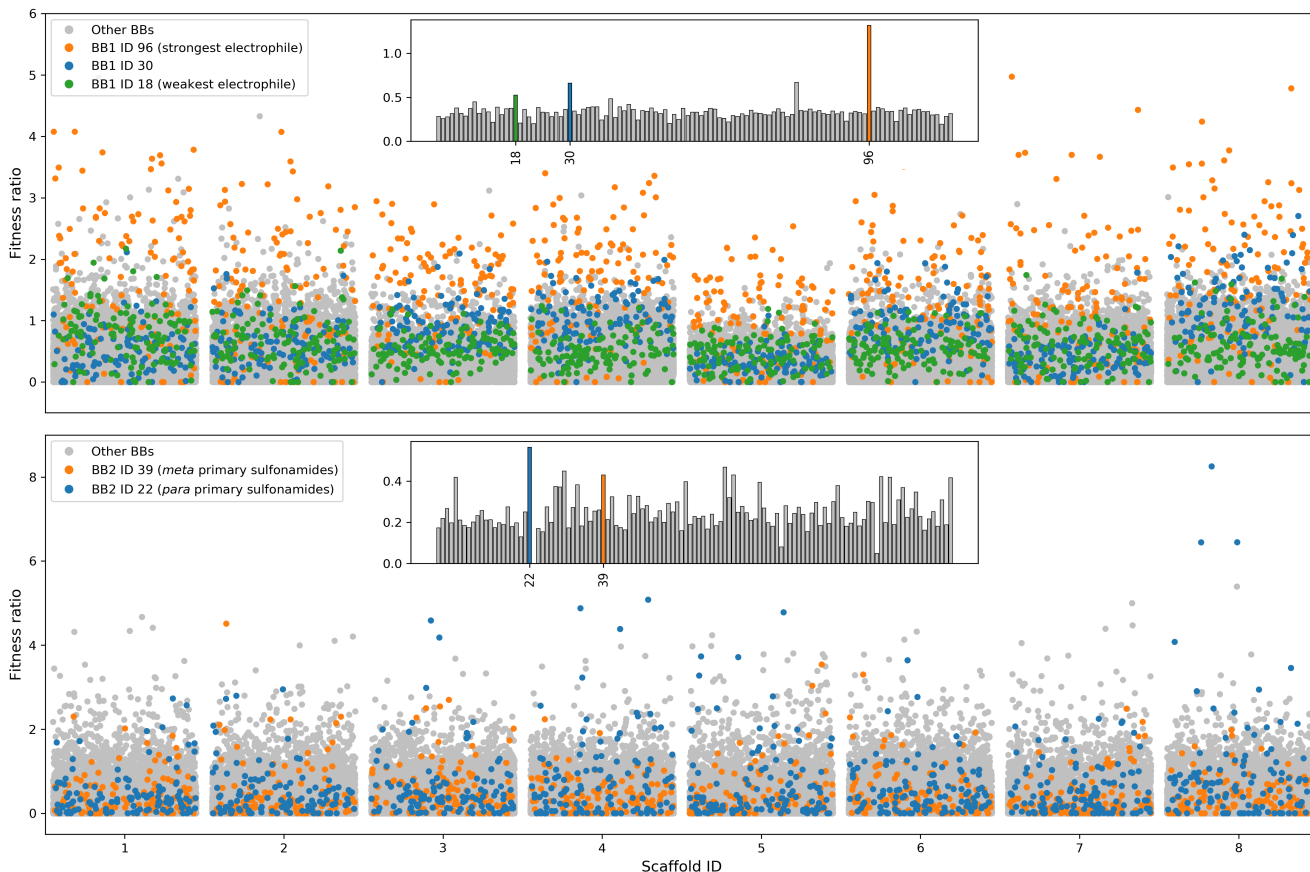 6
5
4
3
2
1
0
Fitness ratio
Other BBs
BB1 ID 96 (strongest electrophile)
BB1 ID 30
BB1 ID 18 (weakest electrophile)
1.0
0.5
0.0
18
30
96
8
6
4
2
0
Fitness ratio
Other BBs
BB2 ID 39 (meta primary sulfonamides)
BB2 ID 22 (para primary sulfonamides)
0.4
0.2
0.0
22
39
1 2 3 4 5 6 7 8
Scaffold ID